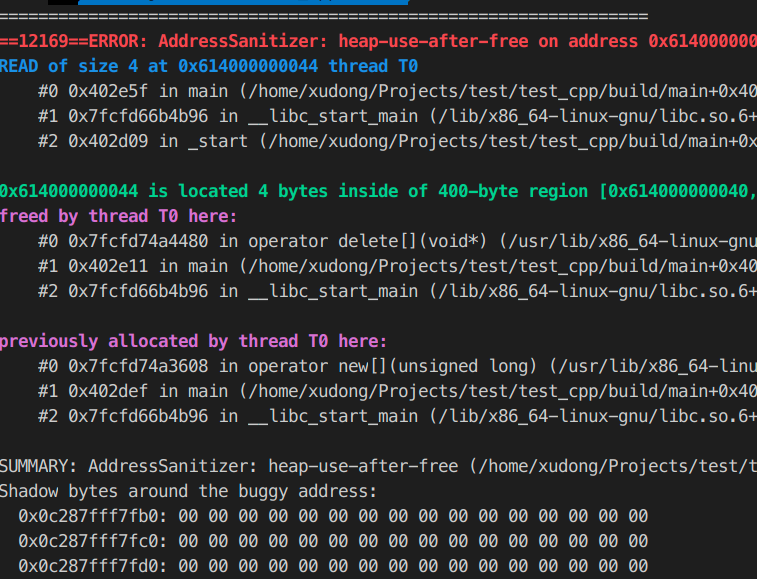 =================================================================
==12169==ERROR: AddressSanitizer: heap-use-after-free on address 0x614000000
READ of size 4 at 0x614000000044 thread T0
#0 0x402e5f in main (/home/xudong/Projects/test/test_cpp/build/main+0x40
#1 0x7fcfd66b4b96 in __libc_start_main (/lib/x86_64-linux-gnu/libc.so.6+
#2 0x402d09 in _start (/home/xudong/Projects/test/test_cpp/build/main+0x
0x614000000044 is located 4 bytes inside of 400-byte region [0x614000000040,
freed by thread T0 here:
#0 0x7fcfd74a4480 in operator delete[](void*) (/usr/lib/x86_64-linux-gnu
#1 0x402e11 in main (/home/xudong/Projects/test/test_cpp/build/main+0x40
#2 0x7fcfd66b4b96 in __libc_start_main (/lib/x86_64-linux-gnu/libc.so.6+
previously allocated by thread T0 here:
#0 0x7fcfd74a3608 in operator new[](unsigned long) (/usr/lib/x86_64-linu
#1 0x402def in main (/home/xudong/Projects/test/test_cpp/build/main+0x40
#2 0x7fcfd66b4b96 in __libc_start_main (/lib/x86_64-linux-gnu/libc.so.6+
SUMMARY: AddressSanitizer: heap-use-after-free (/home/xudong/Projects/test/t
Shadow bytes around the buggy address:
0x0c287fff7fb0: 00 00 00 00 00 00 00 00 00 00 00 00 00 00 00 00
0x0c287fff7fc0: 00 00 00 00 00 00 00 00 00 00 00 00 00 00 00 00
0x0c287fff7fd0: 00 00 00 00 00 00 00 00 00 00 00 00 00 00 00 00